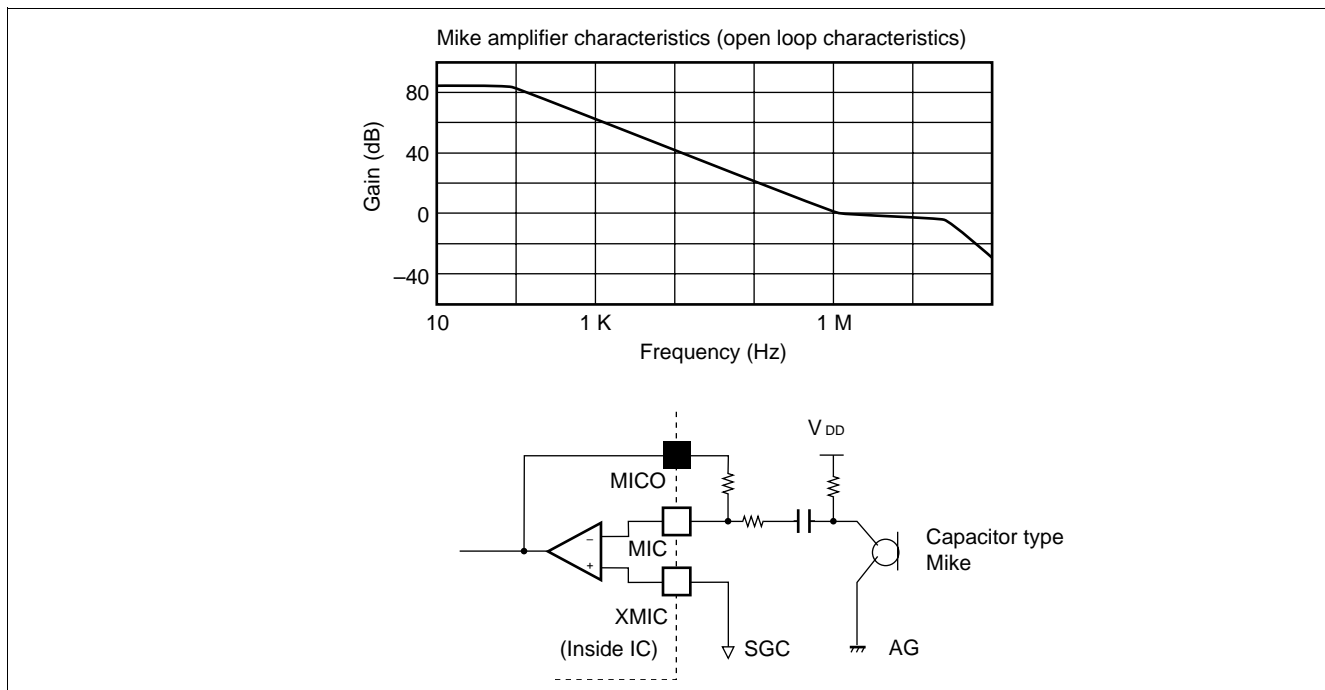 Mike amplifier characteristics (open loop characteristics)
Gain (dB)
80
40
0
–40
10
1 K
1 M
Frequency (Hz)
V DD
MICO
–
MIC
+
XMIC
(Inside IC)
SGC
AG
Capacitor type
Mike